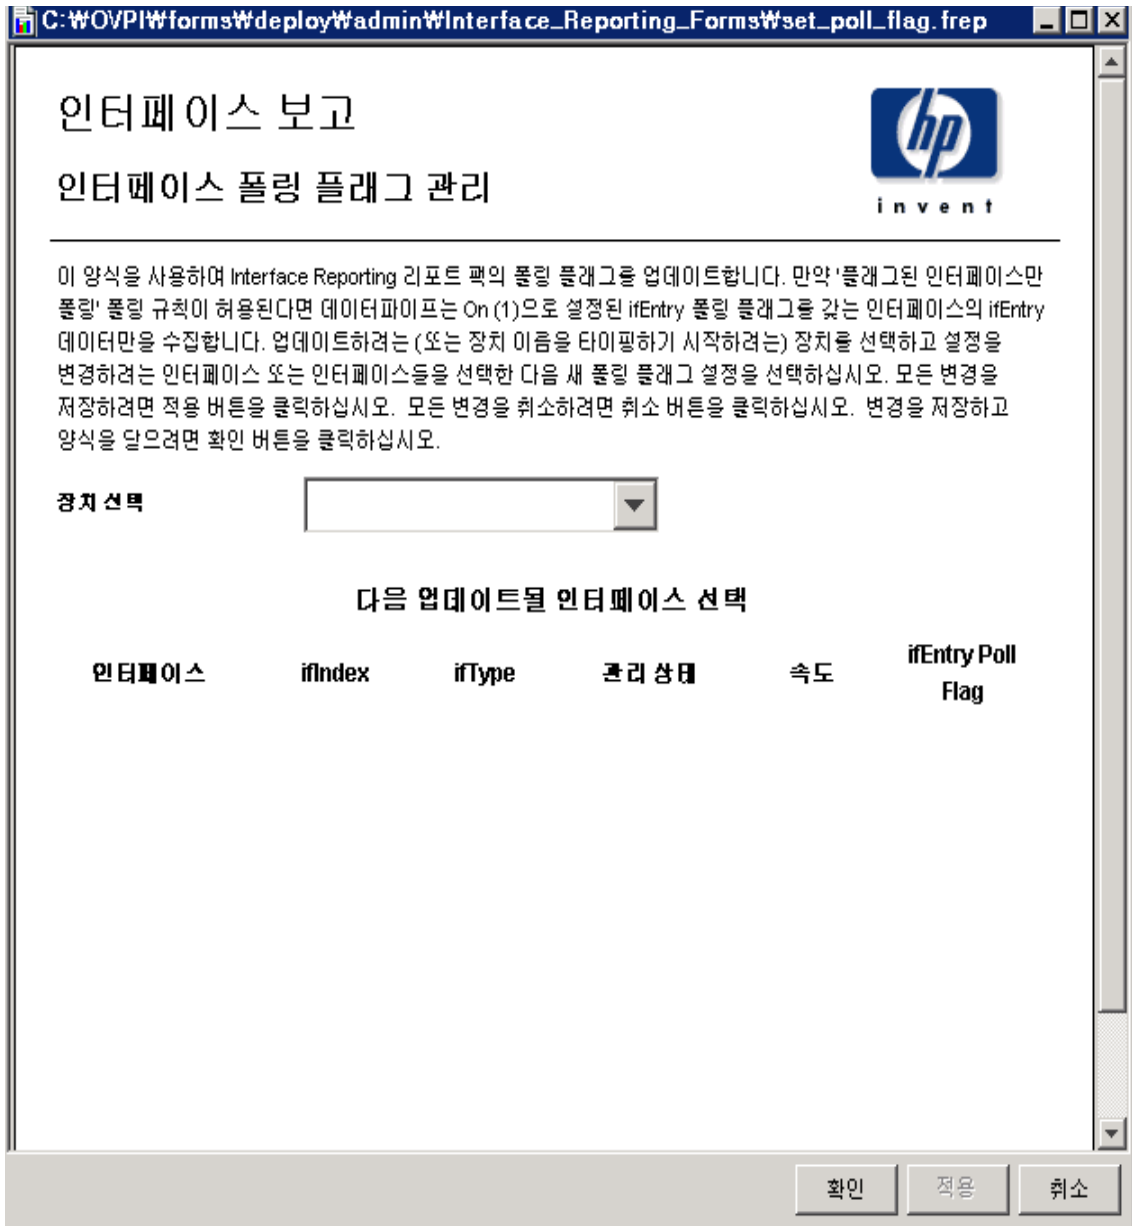 C:₩OVPI₩forms₩deploy₩admin₩Interface_Reporting_Forms₩set_poll_flag.frep
인터페이스 보고
hp
invent
인터페이스 폴링 플래그 관리
이 양식을 사용하여 Interface Reporting 리포트 팩의 폴링 플래그를 업데이트합니다. 만약 '플래그된 인터페이스만
폴링' 폴링 규칙이 허용된다면 데이터파이프는 On (1)으로 설정된 ifEntry 폴링 플래그를 갖는 인터페이스의 ifEntry
데이터만을 수집합니다. 업데이트하려는 (또는 장치 이름을 타이핑하기 시작하려는) 장치를 선택하고 설정을
변경하려는 인터페이스 또는 인터페이스들을 선택한 다음 새 폴링 플래그 설정을 선택하십시오. 모든 변경을
저장하려면 적용 버튼을 클릭하십시오. 모든 변경을 취소하려면 취소 버튼을 클릭하십시오. 변경을 저장하고
양식을 닫으려면 확인 버튼을 클릭하십시오.
장치 선택
다음 업데이트될 인터페이스 선택
인터페이스 ifIndex ifType 관리 상태 속도 ifEntry Poll
Flag
확인 적용 취소